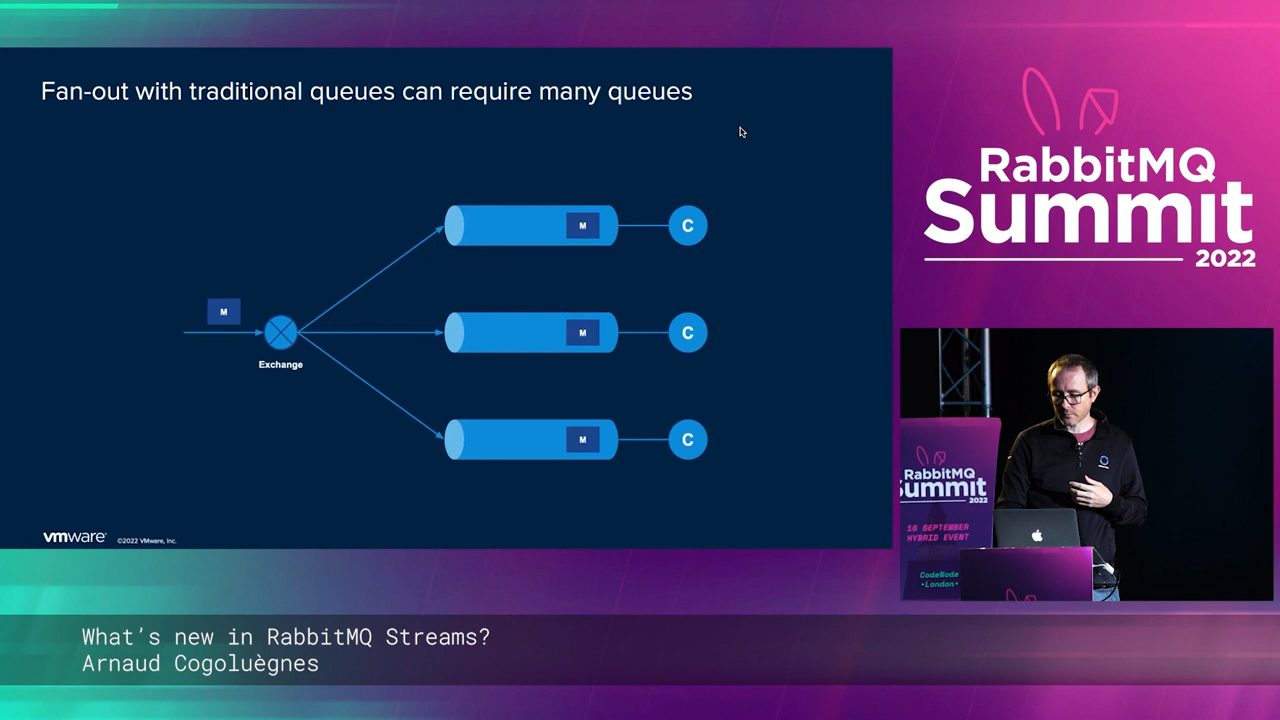 Fan-out with traditional queues can require many queues
M
C
M
M
C
Exchange
M
C
vmware®
©2022 VMware, Inc.
RabbitMQ
Summit
2022
RabbitMQ
Summit
2022
16 SEPTEMBER
HYBRID EVENT
CodeNode
•London•
What's new in RabbitMQ Streams?
Arnaud Cogoluègnes